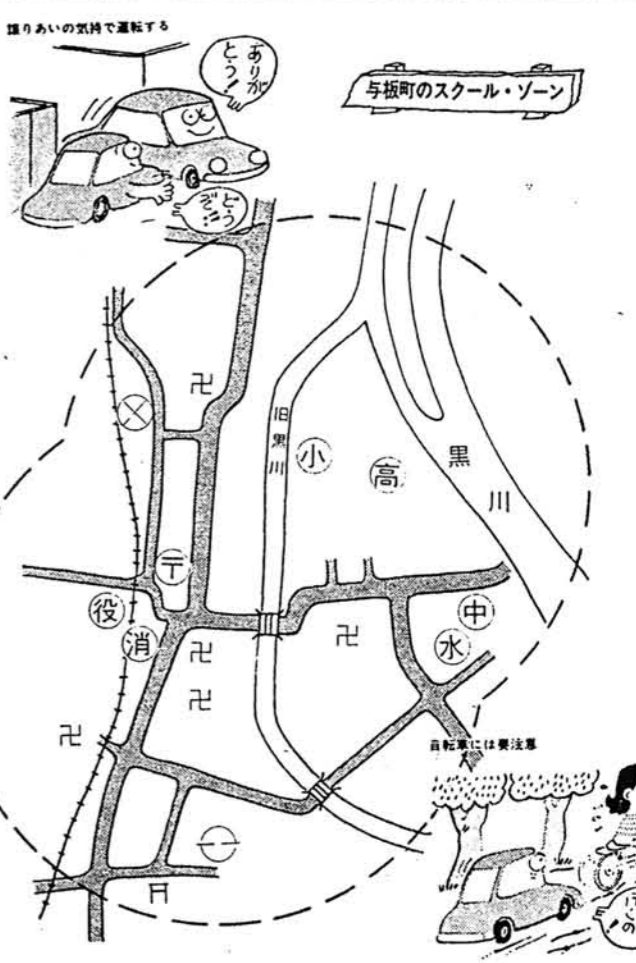 譲りあいの気持で運転する
ありが
とう!
どう
ぞ!!
与板町のスクール・ゾーン
卍
旧黒川
小
高
黒川
〒
役
消
中
水
卍
卍
卍
卍
自転車には要注意